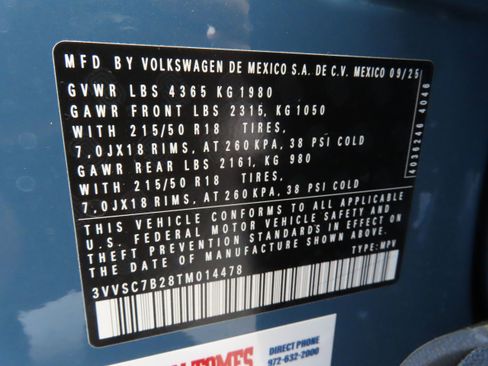 MFD BY VOLKSWAGEN DE MEXICO S.A. DE C.V. MEXICO 09/25
GVWR LBS 4365 KG 1980
GAWR FRONT LBS 2315, KG 1050
WITH 215/50 R18 TIRES,
7,0JX18 RIMS, AT 260 KPA, 38 PSI COLD
GAWR REAR LBS 2161, KG 980
WITH 215/50 R18 TIRES,
7,0JX18 RIMS, AT 260 KPA, 38 PSI COLD
THIS VEHICLE CONFORMS TO ALL APPLICABLE
U.S. FEDERAL MOTOR VEHICLE SAFETY AND
THEFT PREVENTION STANDARDS IN EFFECT ON
THE DATE OF MANUFACTURE SHOWN ABOVE.
3VVSC7B28TM014478
TYPE: MPV
4036246 4046
DIRECT PHONE
972-632-2000